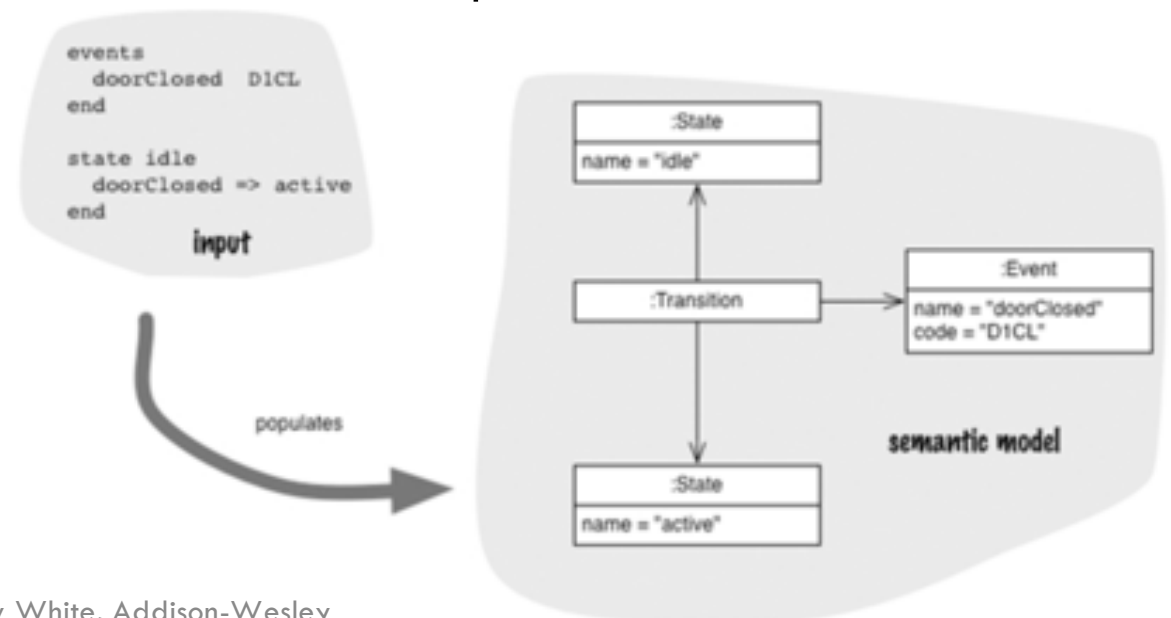 events
doorClosed D1CL
end
state idle
doorClosed => active
end
input
populates
:State
name = "idle"
:Transition
:Event
name = "doorClosed"
code = "D1CL"
semantic model
:State
name = "active"
White, Addison-Wesley